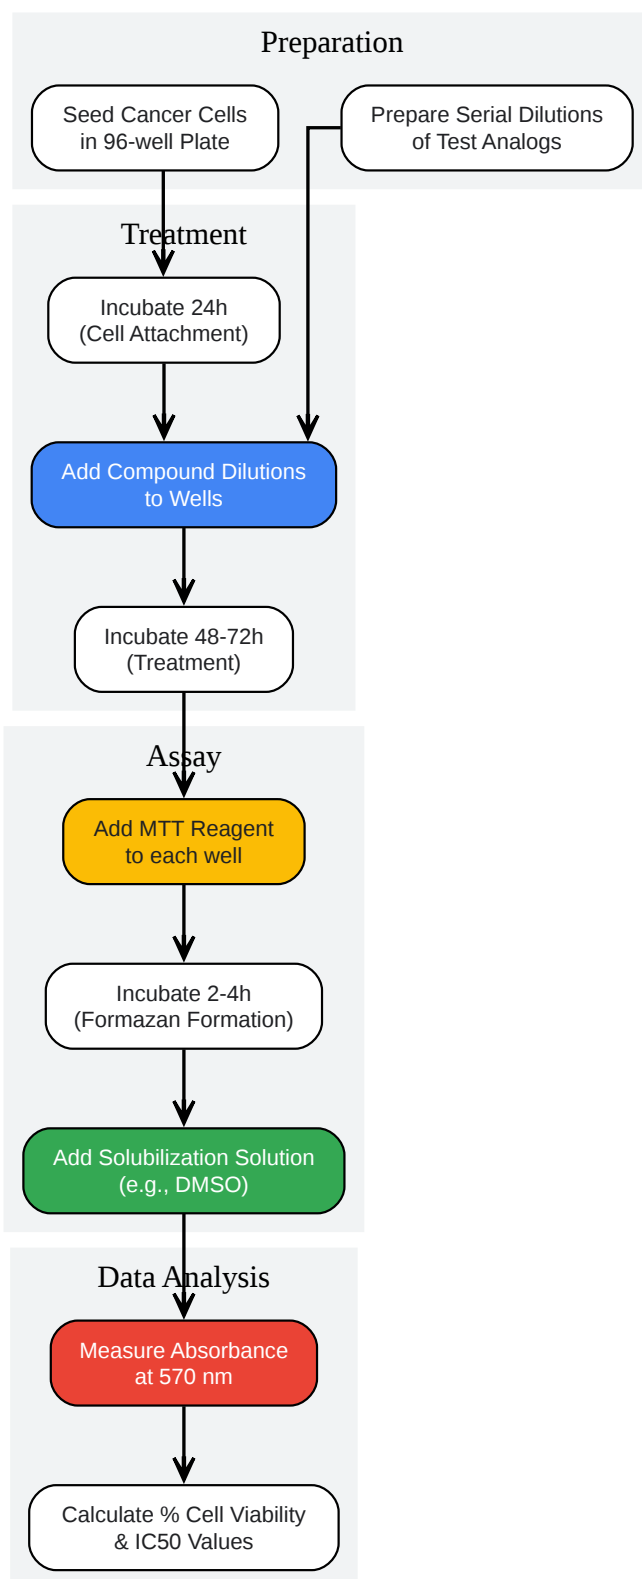 Preparation
Seed Cancer Cells
in 96-well Plate
Prepare Serial Dilutions
of Test Analogs
Treatment
Incubate 24h
(Cell Attachment)
Add Compound Dilutions
to Wells
Incubate 48-72h
(Treatment)
Assay
Add MTT Reagent
to each well
Incubate 2-4h
(Formazan Formation)
Add Solubilization Solution
(e.g., DMSO)
Data Analysis
Measure Absorbance
at 570 nm
Calculate % Cell Viability
& IC50 Values